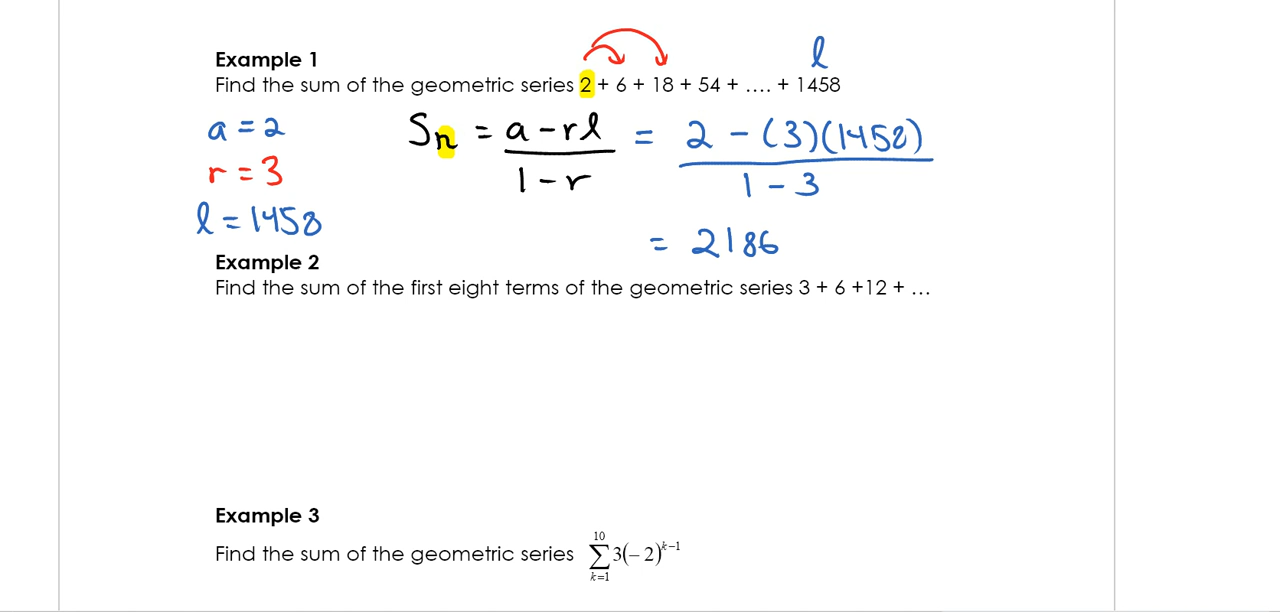 Example 1
l
Find the sum of the geometric series 2 + 6 + 18 + 54 + .... + 1458
a = 2
r = 3
l = 1458
Sn = (a - rl)/(1 - r) = (2 - (3)(1458))/(1 - 3)
= 2186
Example 2
Find the sum of the first eight terms of the geometric series 3 + 6 +12 + ...
Example 3
Find the sum of the geometric series ∑_{k=1}^{10} 3(−2)^{k−1}